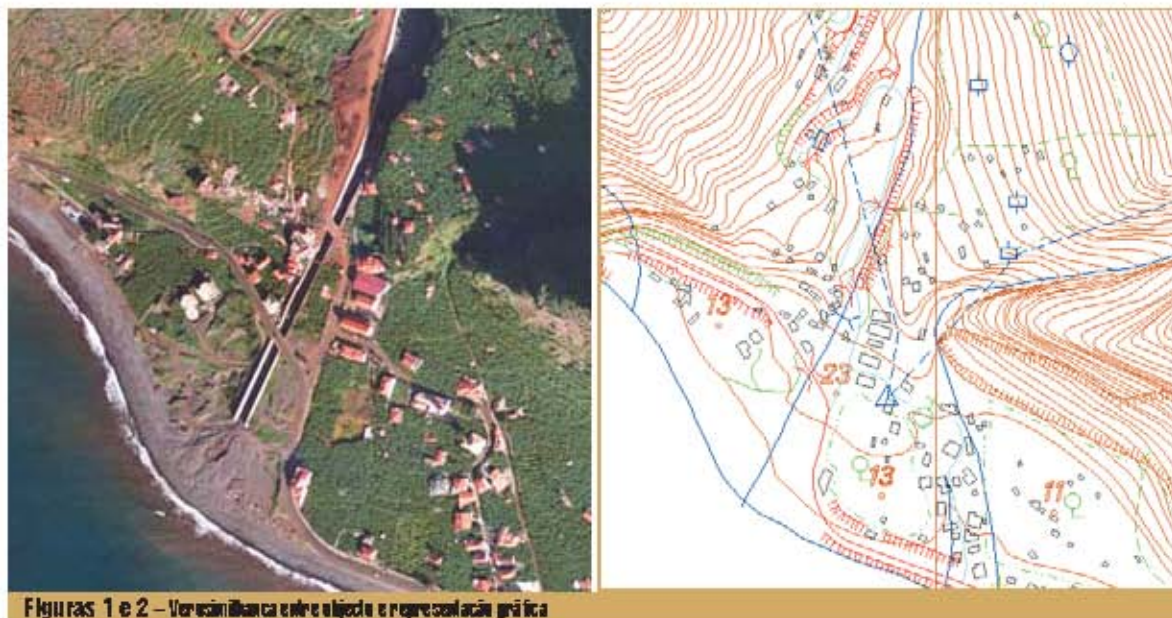 13
23
13
11
Figuras 1 e 2 – Verosimilhança entre objecto e representação gráfica